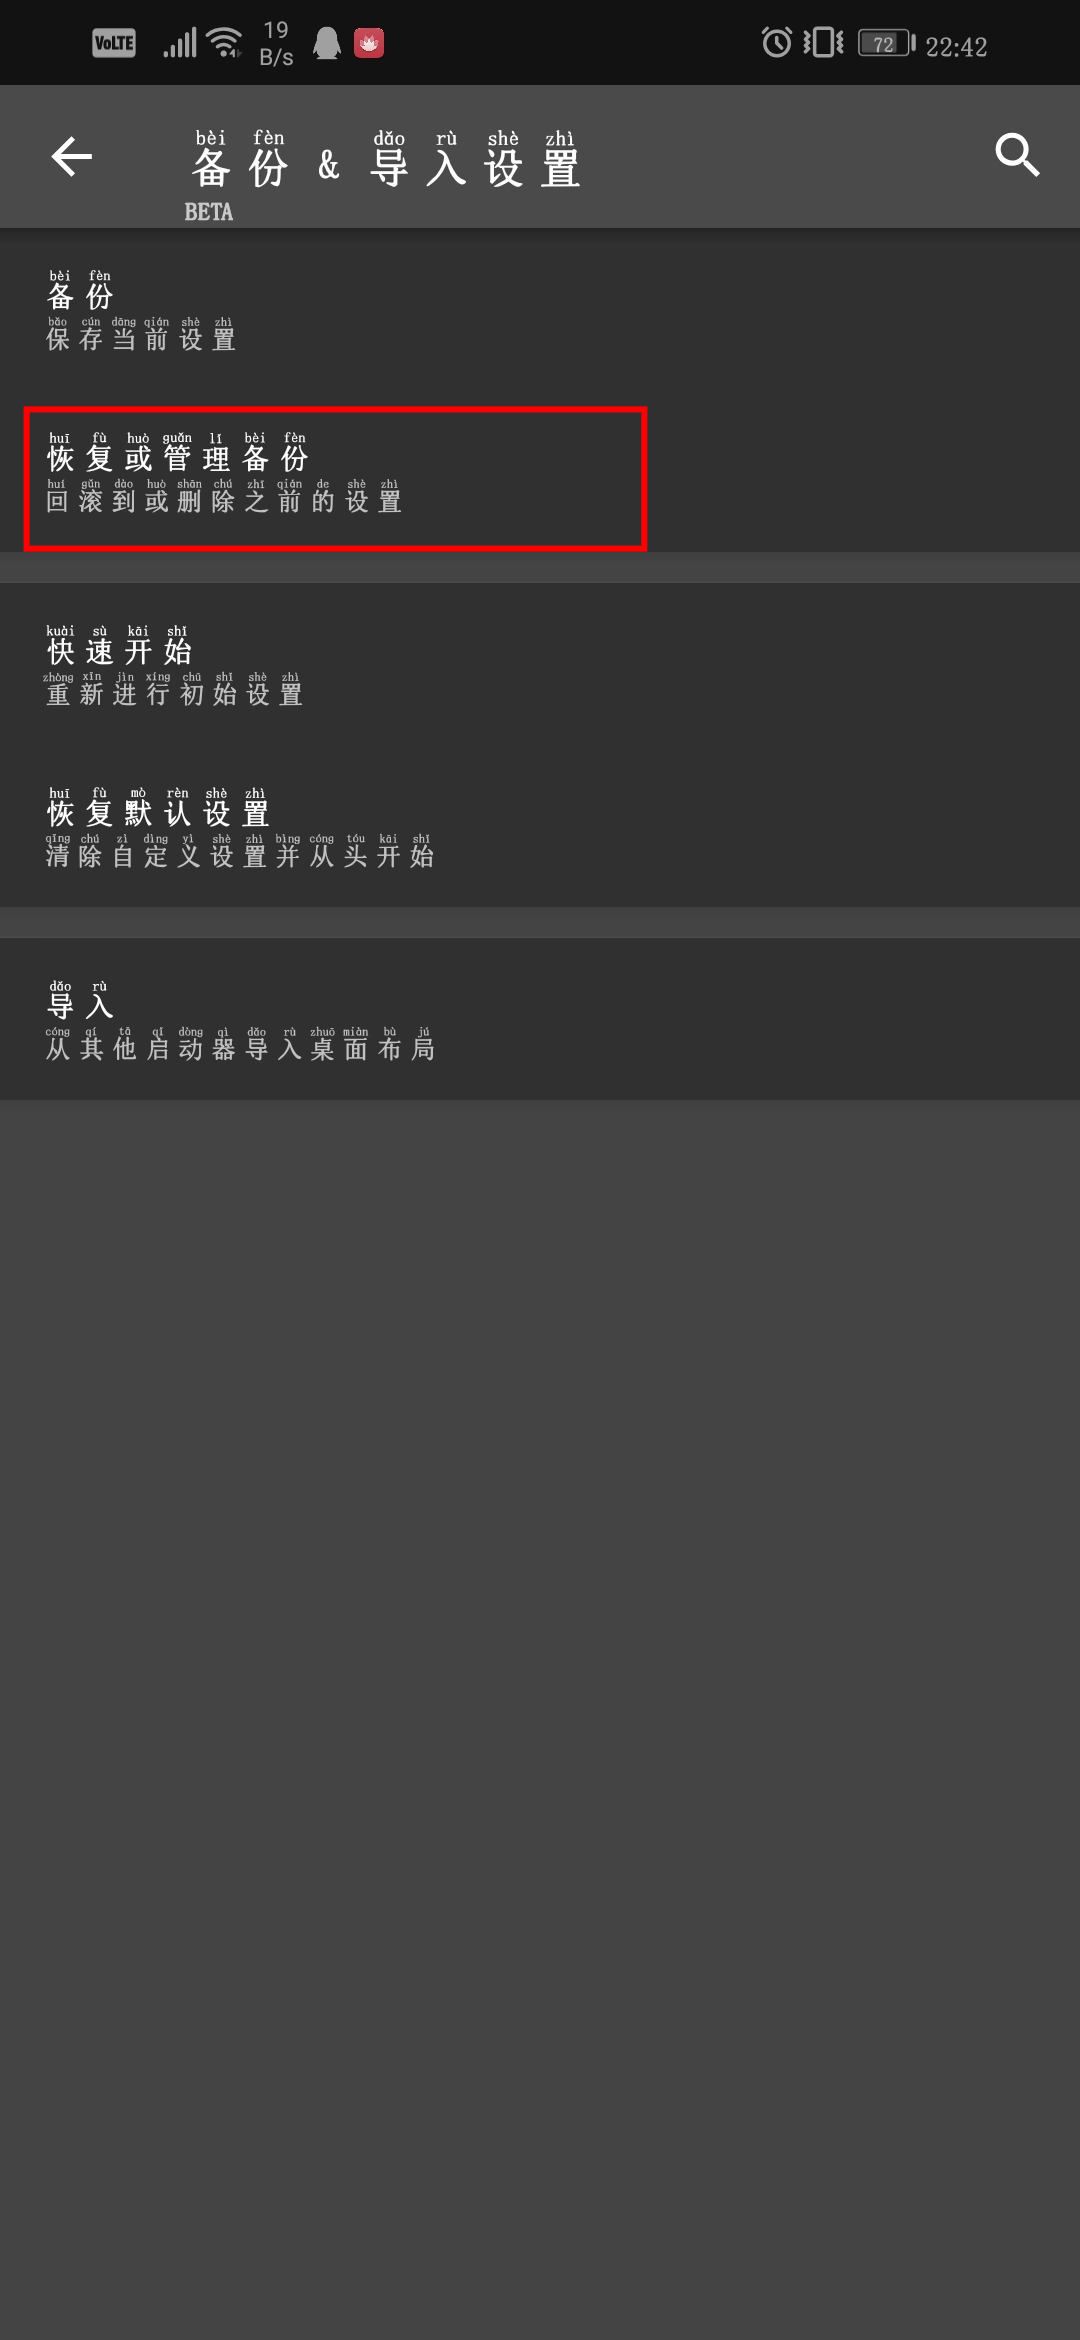 VoLTE 19 B/s 72 22:42
bèi fèn dǎo rù shè zhì
备份 & 导入设置
BETA
bèi fèn
备份
bǎo cún dāng qián shè zhì
保存当前设置
huī fù huò guǎn lǐ bèi fèn
恢复或管理备份
huí gǔn dào huò shān chú zhī qián de shè zhì
回滚到或删除之前的设置
kuài sù kāi shǐ
快速开始
zhòng xīn jìn xíng chū shǐ shè zhì
重新进行初始设置
huī fù mò rèn shè zhì
恢复默认设置
qīng chú zì dìng yì shè zhì bìng cóng tóu kāi shǐ
清除自定义设置并从头开始
dǎo rù
导入
cóng qí tā qǐ dòng qì dǎo rù zhuō miàn bù jú
从其他启动器导入桌面布局